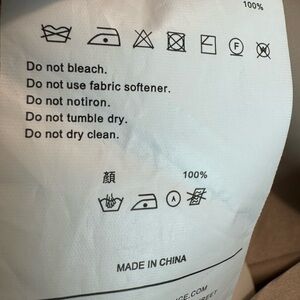 100%
Do not bleach.
Do not use fabric softener.
Do not notiron.
Do not tumble dry.
Do not dry clean.
顏 100%
MADE IN CHINA